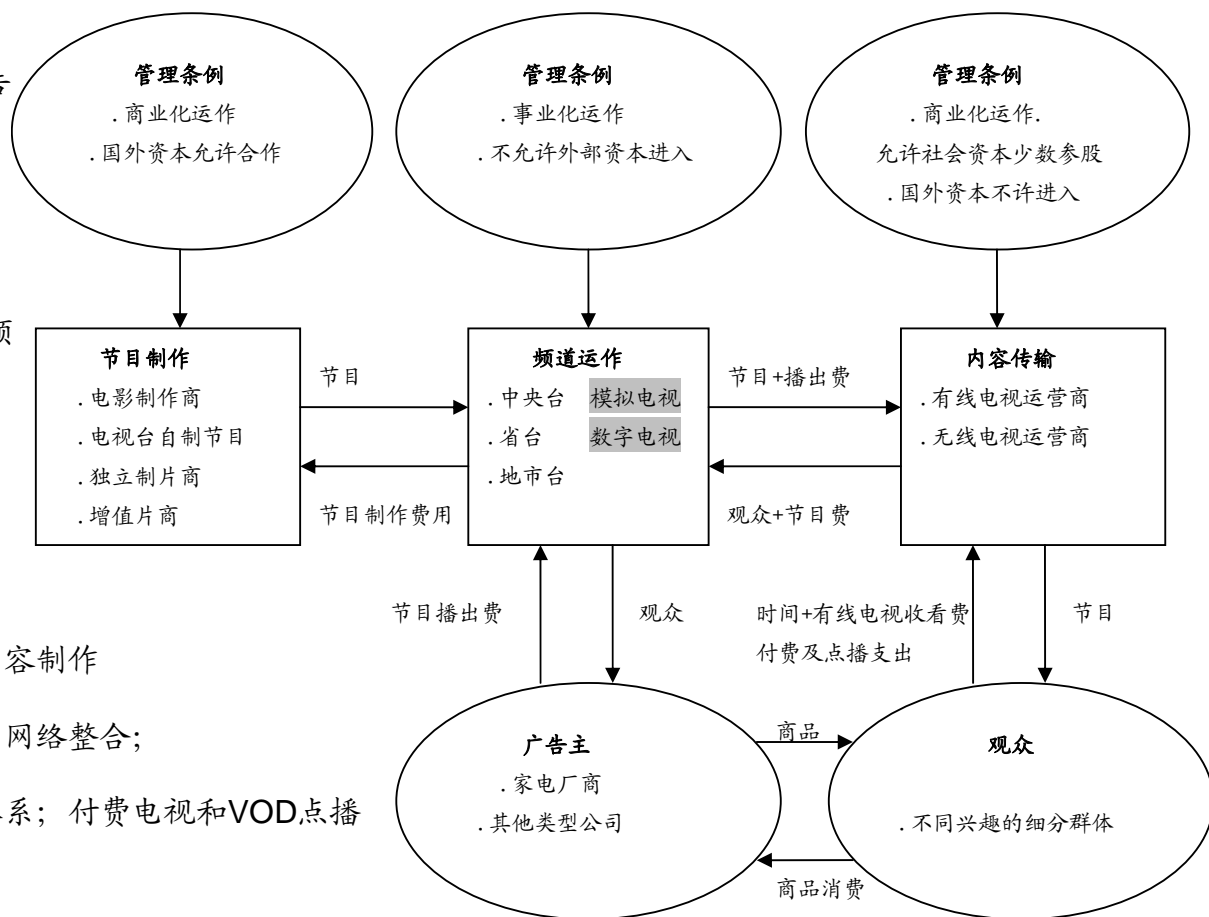 管理条例
.商业化运作
.国外资本允许合作
管理条例
.事业化运作
.不允许外部资本进入
管理条例
.商业化运作.
允许社会资本少数参股
.国外资本不许进入
节目制作
.电影制作商
.电视台自制节目
.独立制片商
.增值片商
节目
节目制作费用
频道运作
.中央台 模拟电视
.省台 数字电视
.地市台
节目+播出费
观众+节目费
内容传输
.有线电视运营商
.无线电视运营商
节目播出费
观众
时间+有线电视收看费
付费及点播支出
节目
容制作
网络整合;
系；付费电视和VOD点播
广告主
.家电厂商
.其他类型公司
商品
商品消费
观众
.不同兴趣的细分群体